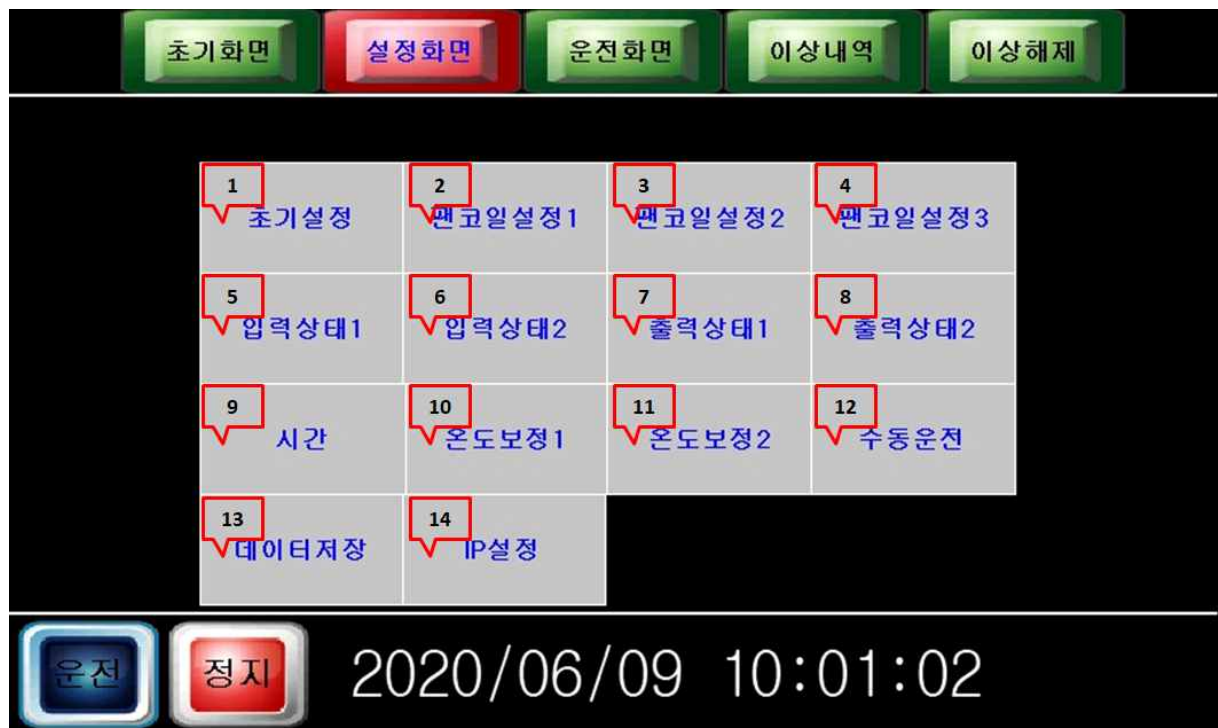 초기화면 설정화면 운전화면 이상내역 이상해제
1 2 3 4
초기설정 팬코일설정1 팬코일설정2 팬코일설정3
5 6 7 8
입력상태1 입력상태2 출력상태1 출력상태2
9 10 11 12
시간 온도보정1 온도보정2 수동운전
13 14
데이터저장 IP설정
운전 정지 2020/06/09 10:01:02